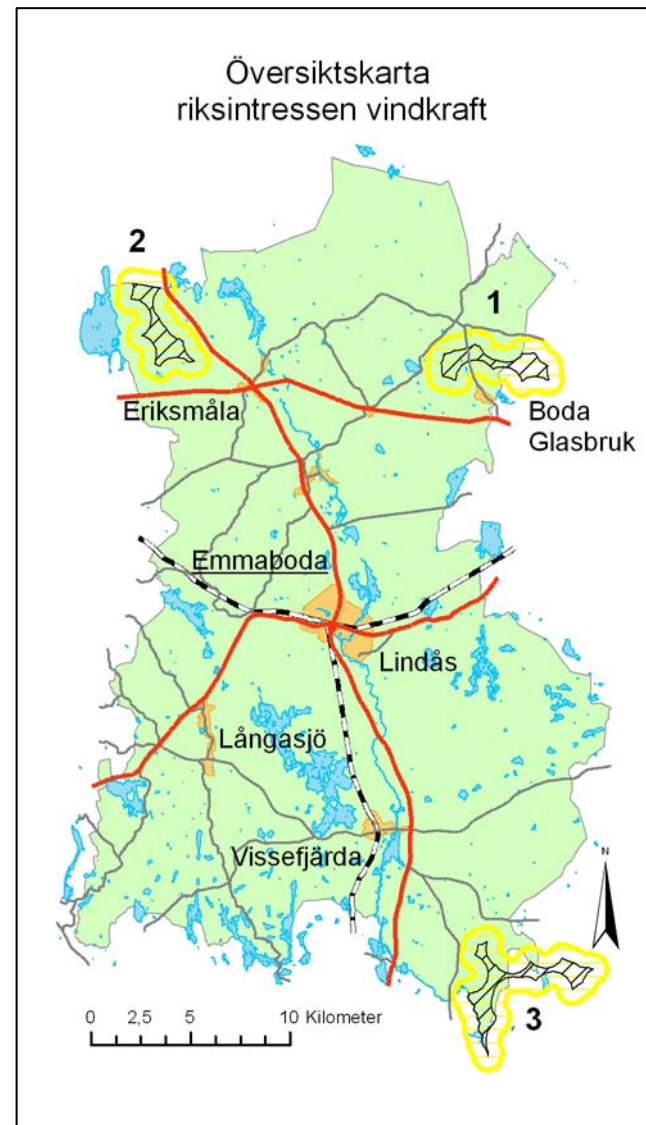 Översiktskarta
riksintressen vindkraft
2
1
Eriksmåla
Boda
Glasbruk
Emmaboda
Lindås
Långasjö
Vissefjärda
N
3
0 2,5 5 10 Kilometer